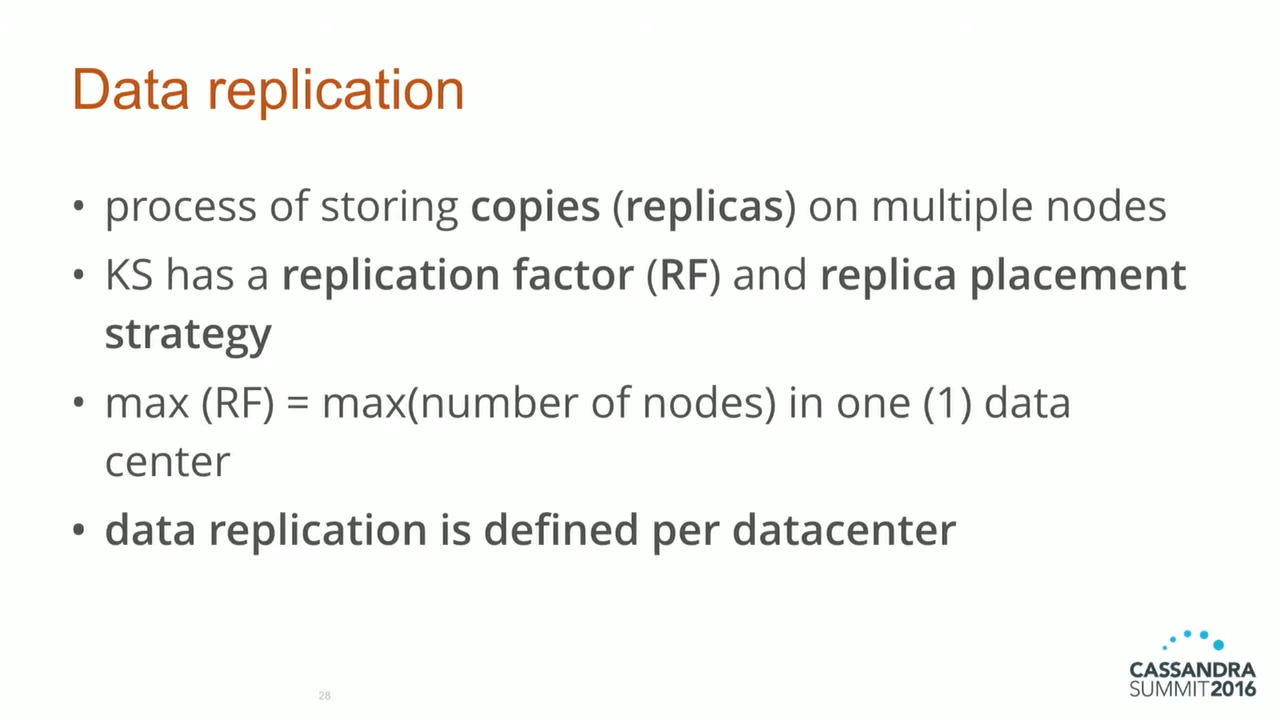 Data replication
• process of storing copies (replicas) on multiple nodes
• KS has a replication factor (RF) and replica placement
strategy
• max (RF) = max(number of nodes) in one (1) data
center
• data replication is defined per datacenter
28
CASSANDRA
SUMMIT2016